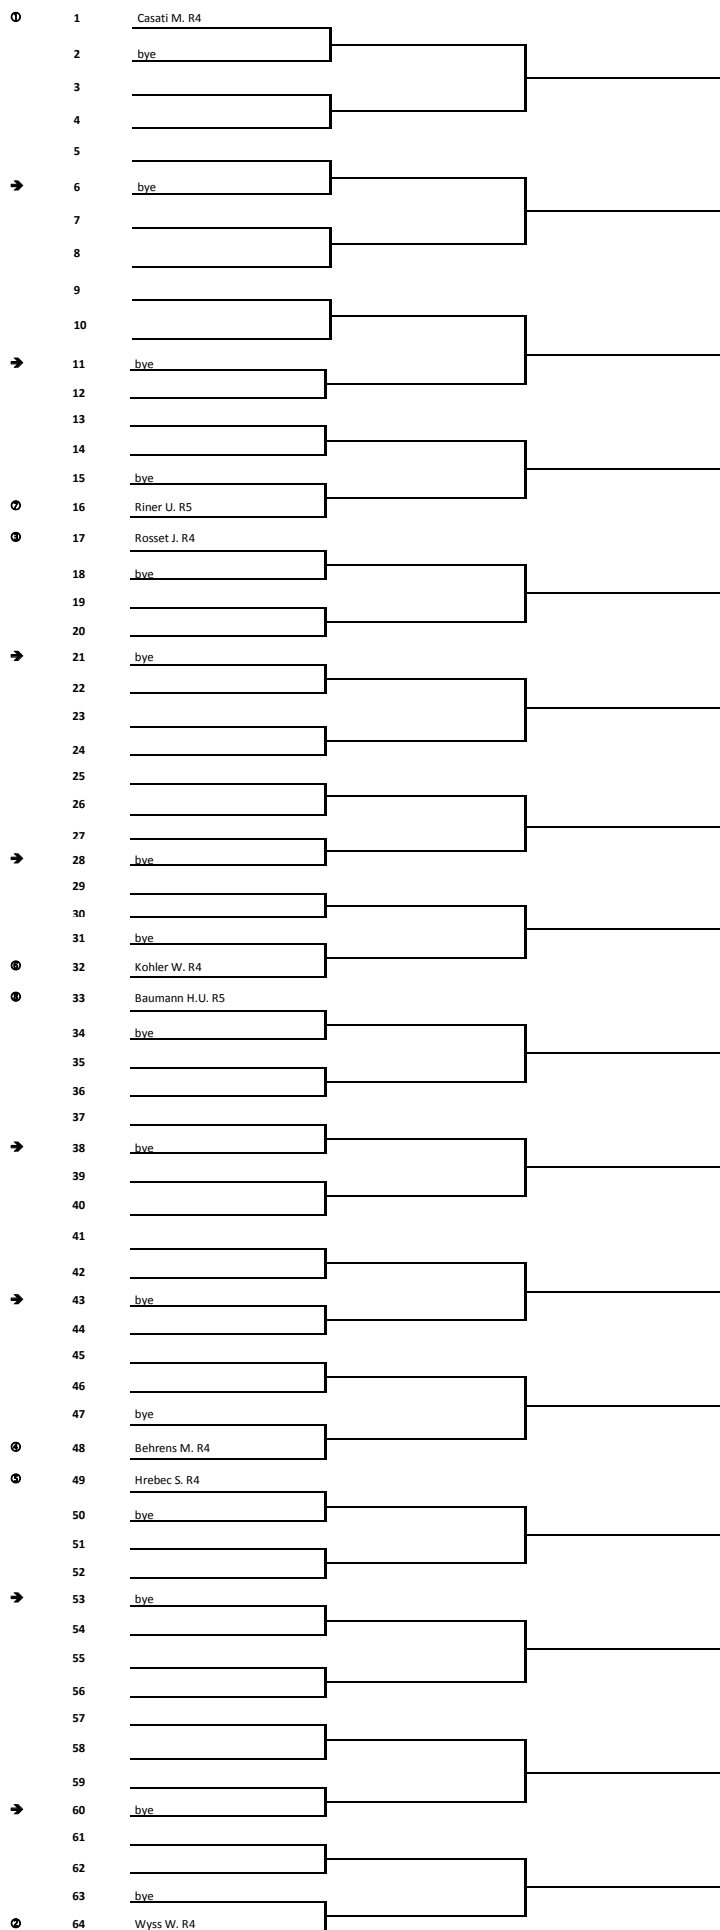 ① 1 Casati M. R4
2 bye
3
4
5
➔ 6 bye
7
8
9
10
➔ 11 bye
12
13
14
15 bye
⑦ 16 Riner U. R5
③ 17 Rosset J. R4
18 bye
19
20
➔ 21 bye
22
23
24
25
26
27
➔ 28 bye
29
30
31 bye
⑥ 32 Kohler W. R4
⑧ 33 Baumann H.U. R5
34 bye
35
36
37
➔ 38 bye
39
40
41
42
➔ 43 bye
44
45
46
47 bye
④ 48 Behrens M. R4
⑤ 49 Hrebec S. R4
50 bye
51
52
➔ 53 bye
54
55
56
57
58
59
➔ 60 bye
61
62
63 bye
② 64 Wyss W. R4